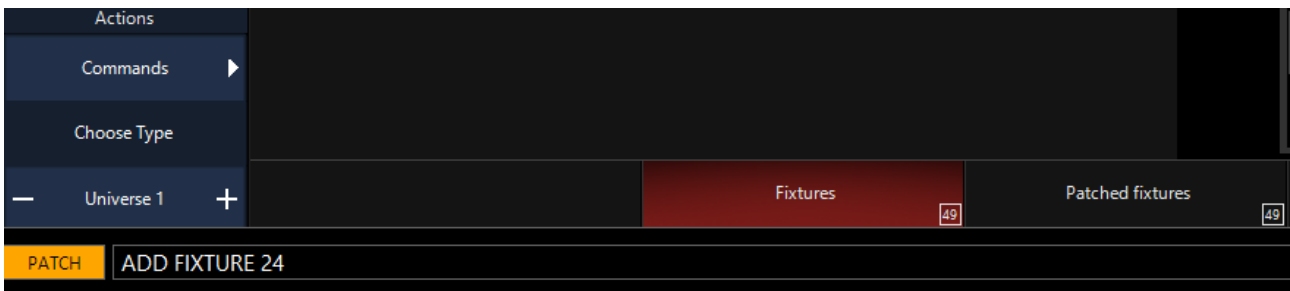 Actions
Commands
Choose Type
— Universe 1 +
Fixtures 49
Patched fixtures 49
PATCH ADD FIXTURE 24